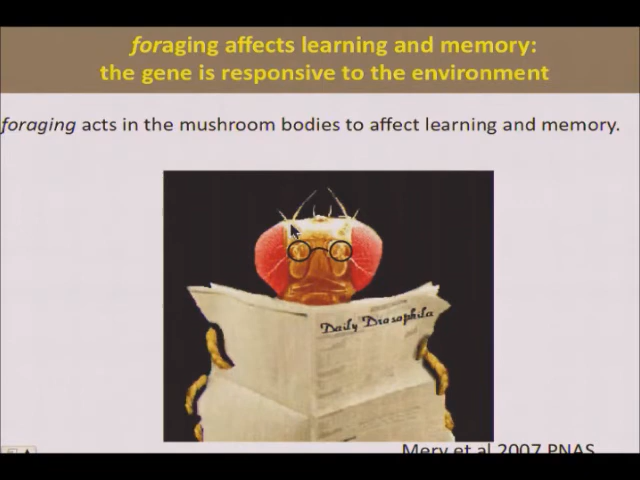 foraging affects learning and memory:
the gene is responsive to the environment
foraging acts in the mushroom bodies to affect learning and memory.
Daily Drosophila
Mery et al 2007 PNAS